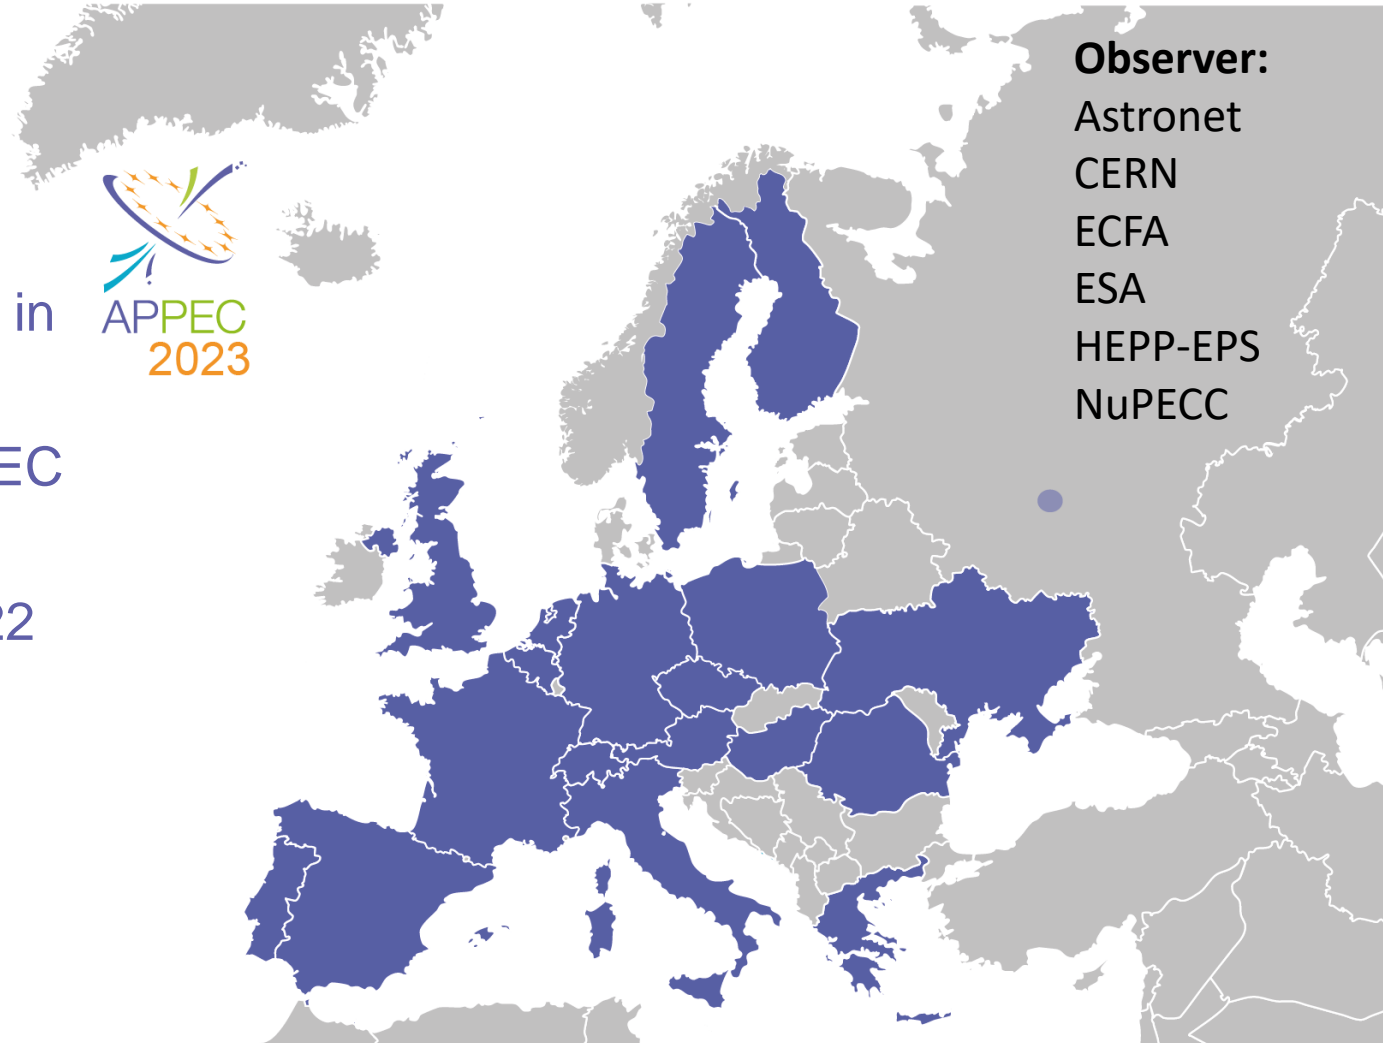 in
APPEC
2023
EC
22
Observer:
Astronet
CERN
ECFA
ESA
HEPP-EPS
NuPECC